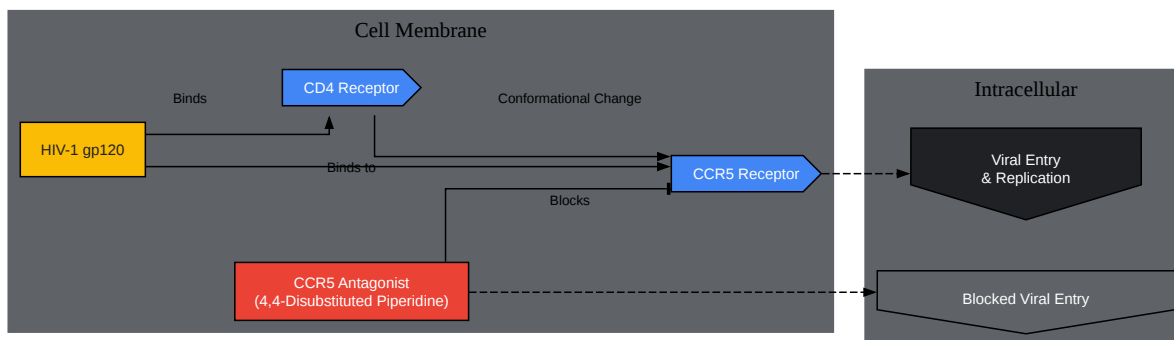 Cell Membrane
Intracellular
CD4 Receptor
Binds
Conformational Change
HIV-1 gp120
Binds to
CCR5 Receptor
Viral Entry
& Replication
Blocks
CCR5 Antagonist
(4,4-Disubstituted Piperidine)
Blocked Viral Entry